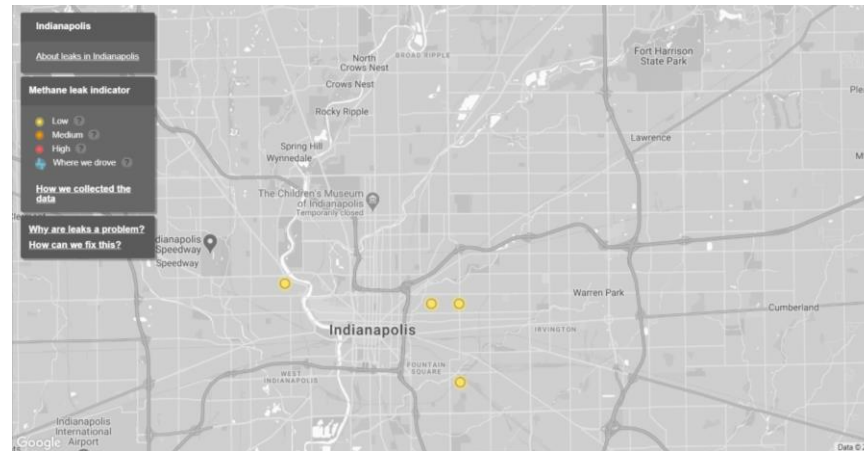 Indianapolis
About leaks in Indianapolis
Methane leak indicator
Low ?
Medium ?
High ?
Where we drove ?
How we collected the
data
Why are leaks a problem?
How can we fix this?
North
Crows Nest
BROAD RIPPLE
Crows Nest
Rocky Ripple
Fort Harrison
State Park
Lawrence
Spring Hill
Wynnedale
The Children's Museum
of Indianapolis
Temporarily closed
Speedway
Speedway
Warren Park
Cumberland
Indianapolis
IRVINGTON
FOUNTAIN
SQUARE
WEST
INDIANAPOLIS
Indianapolis
International
Airport
Google
Data ©